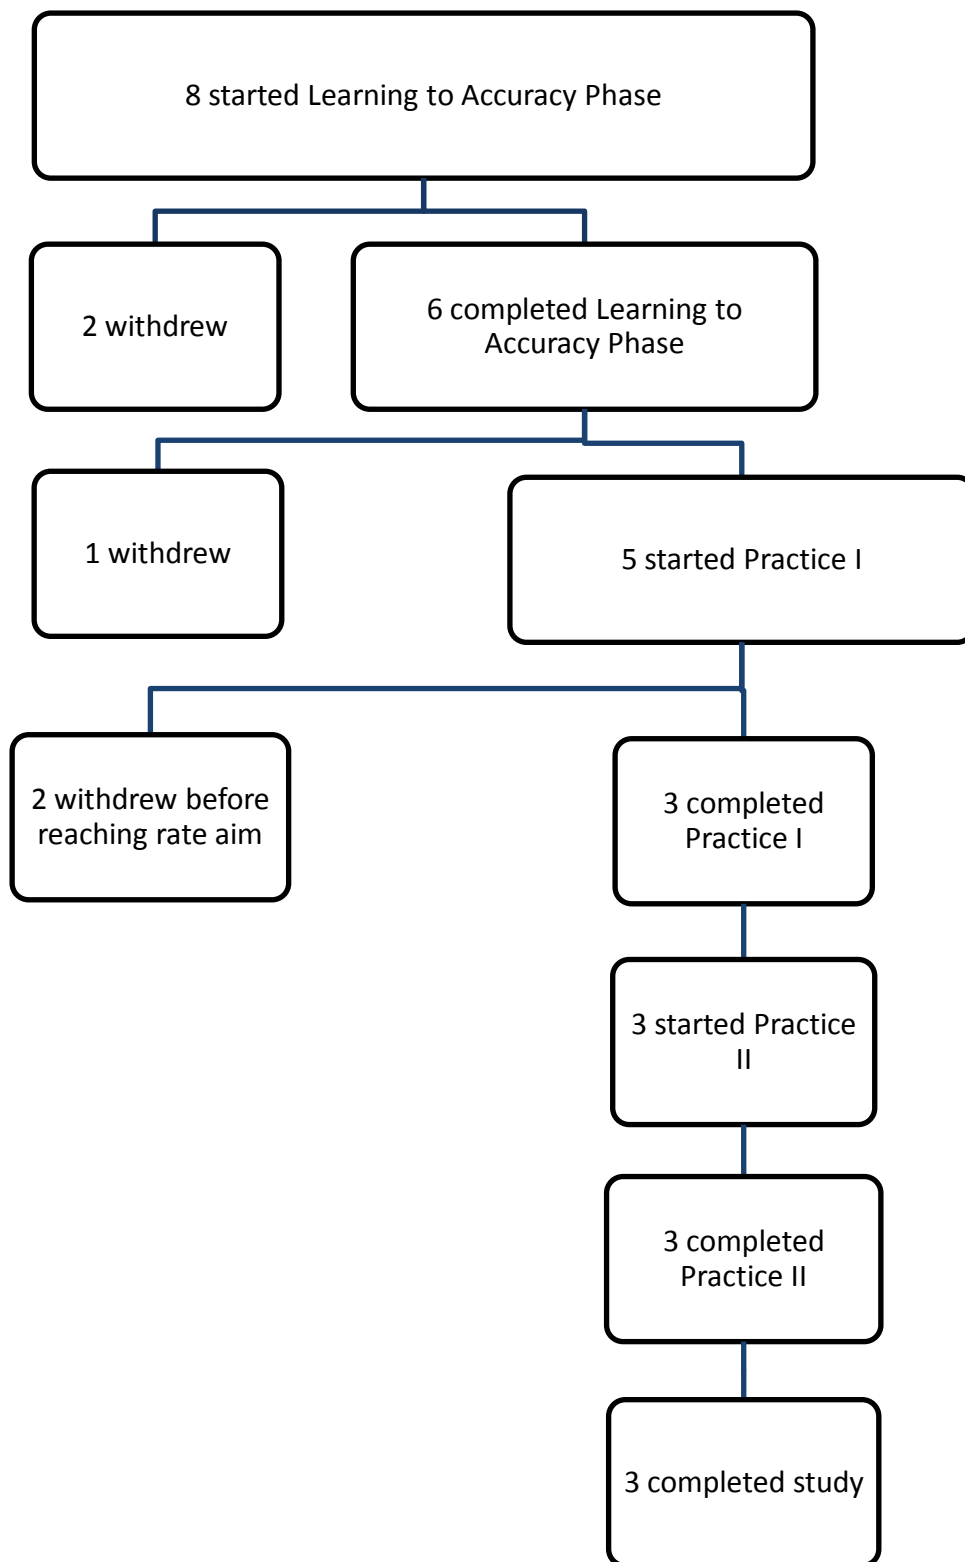 8 started Learning to Accuracy Phase
2 withdrew
6 completed Learning to
Accuracy Phase
1 withdrew
5 started Practice I
2 withdrew before
reaching rate aim
3 completed
Practice I
3 started Practice
II
3 completed
Practice II
3 completed study